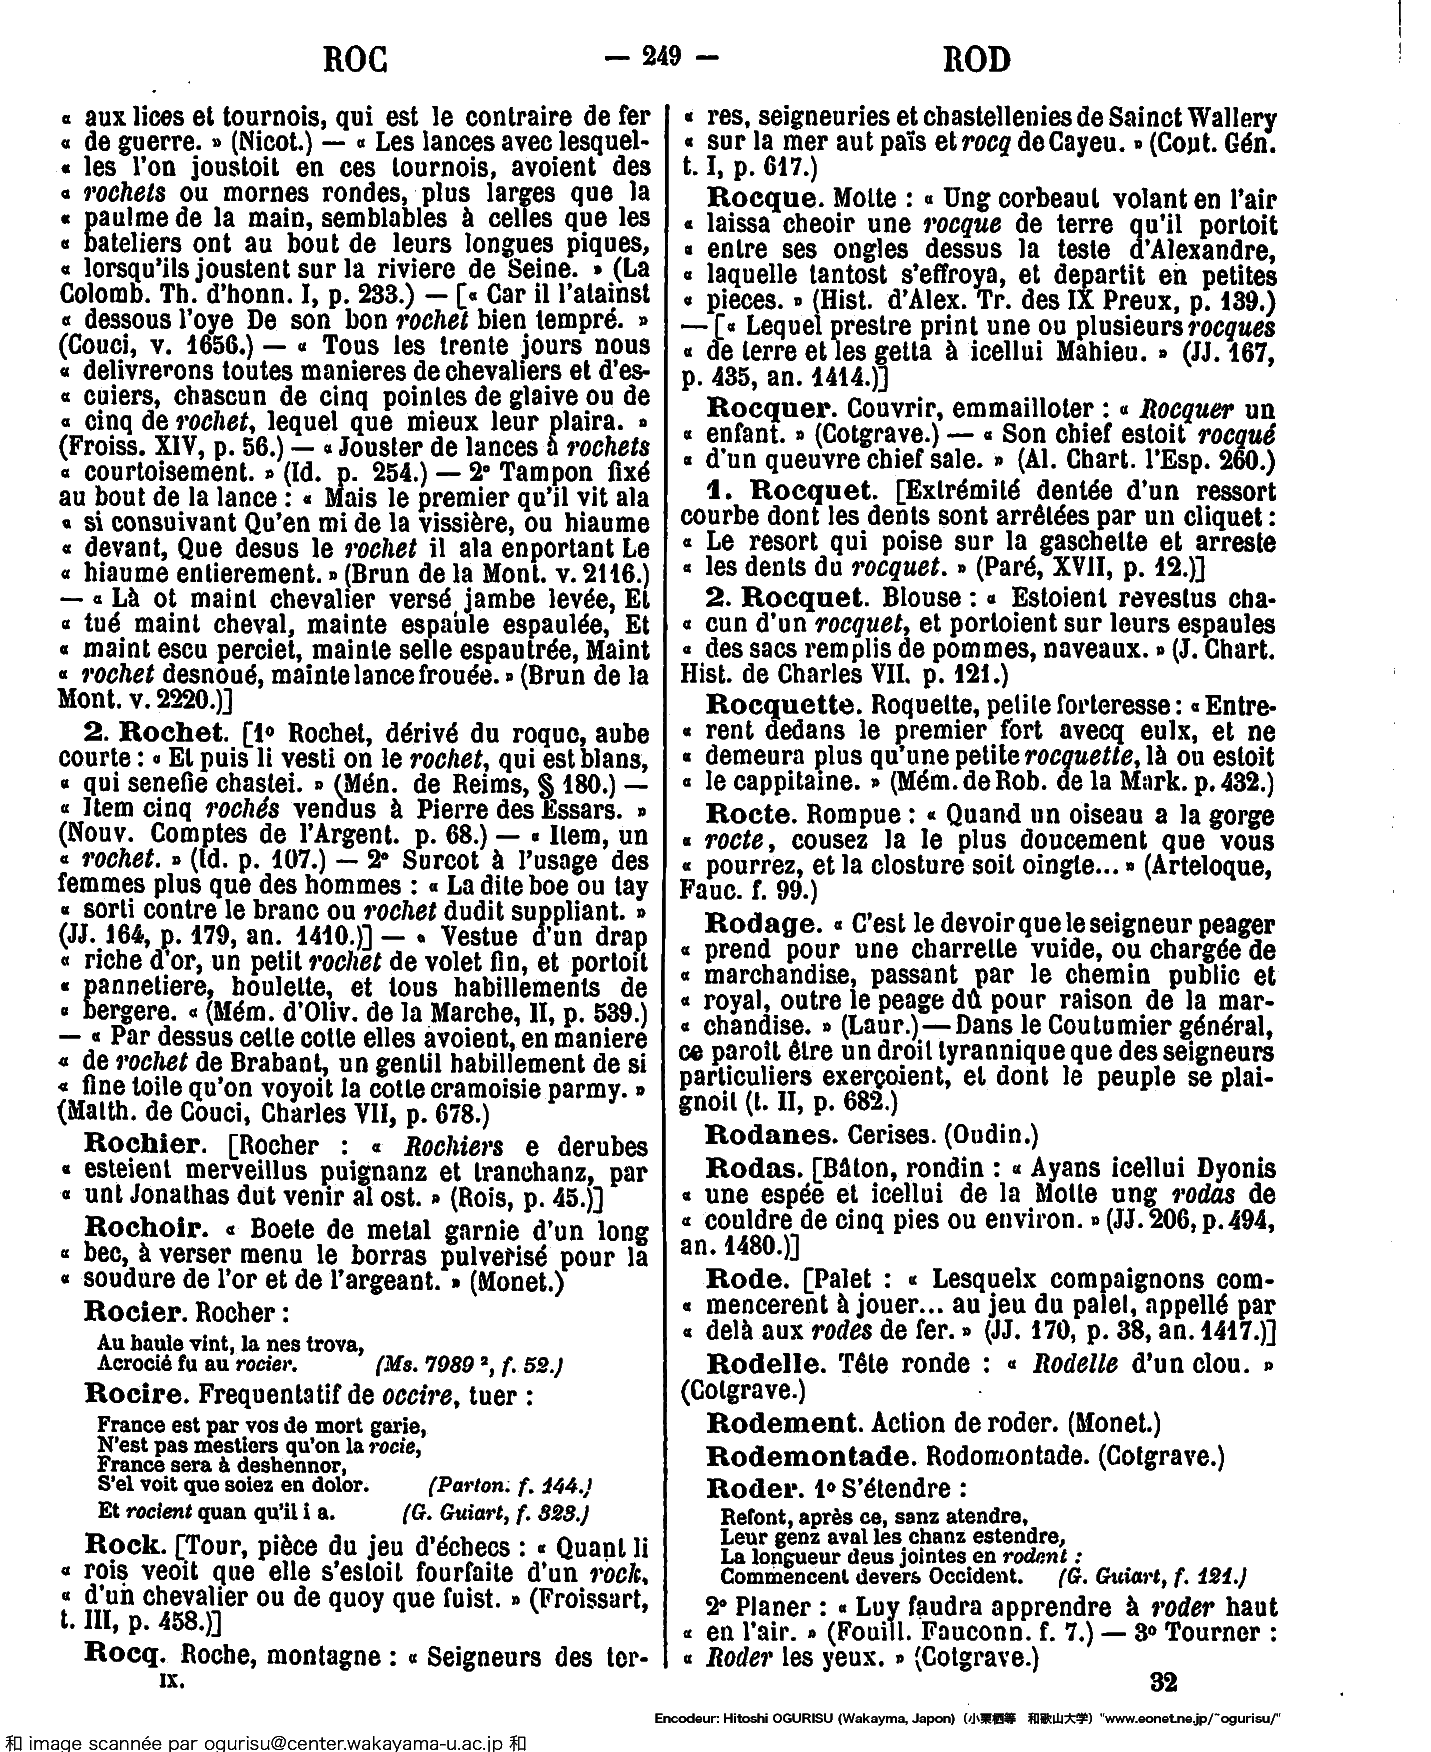 ROC
— 249 —
ROD
« aux lices et tournois, qui est le contraire de fer
« de guerre. » (Nicot.) — « Les lances avec lesquel-
« les l'on joustoit en ces tournois, avoient des
« rochets ou mornes rondes, plus larges que la
« paulme de la main, semblables à celles que les
« bateliers ont au bout de leurs longues piques,
« lorsqu'ils joustent sur la riviere de Seine. » (La
Colomb. Th. d'honn. I, p. 233.) — [« Car il l'atainst
« dessous l'oye De son bon rochet bien tempré. »
(Couci, v. 1656.) — « Tous les trente jours nous
« delivrerons toutes manieres de chevaliers et d'es-
« cuiers, chascun de cinq pointes de glaive ou de
« cinq de rochet, lequel que mieux leur plaira. »
(Froiss. XIV, p. 56.) — « Jouster de lances à rochets
« courtoisement. » (Id. p. 254.) — 2° Tampon fixé
au bout de la lance : « Mais le premier qu'il vit ala
« si consuivant Qu'en mi de la vissière, ou hiaume
« devant, Que desus le rochet il ala enportant Le
« hiaume entierement. » (Brun de la Mont. v. 2116.)
— « Là ot maint chevalier versé jambe levée, Et
« tué maint cheval, mainte espaule espaulée, Et
« maint escu perciet, mainte selle espautrée, Maint
« rochet desnoué, mainte lance frouée. » (Brun de la
Mont. v. 2220.)]
2. Rochet. [1° Rochet, dérivé du roquc, aube
courte : « Et puis li vesti on le rochet, qui est blans,
« qui senefie chastei. » (Mén. de Reims, § 180.) —
« Item cinq rochés vendus à Pierre des Essars. »
(Nouv. Comptes de l'Argent. p. 68.) — « Item, un
« rochet. » (Id. p. 107.) — 2° Surcot à l'usage des
femmes plus que des hommes : « La dite boe ou tay
« sorti contre le branc ou rochet dudit suppliant. »
(JJ. 164, p. 179, an. 1410.)] — « Vestue d'un drap
« riche d'or, un petit rochet de volet fin, et portoit
« pannetiere, houlette, et tous habillements de
« bergere. « (Mém. d'Oliv. de la Marche, II, p. 539.)
— « Par dessus cette cotte elles avoient, en maniere
« de rochet de Brabant, un gentil habillement de si
« fine toile qu'on voyoit la cotte cramoisie parmy. »
(Matth. de Couci, Charles VII, p. 678.)
Rochier. [Rocher : « Rochiers e derubes
« esteient merveillus puignanz et tranchanz, par
« unt Jonathas dut venir al ost. » (Rois, p. 45.)]
Rochoir. « Boete de metal garnie d'un long
« bec, à verser menu le borras pulverisé pour la
« soudure de l'or et de l'argeant. » (Monet.)
Rocier. Rocher :
Au haule vint, la nes trova,
Acrocié fu au rocier. (Ms. 7989 ², f. 52.)
Rocire. Frequentatif de occire, tuer :
France est par vos de mort garie,
N'est pas mestiers qu'on la rocie,
France sera à deshennor,
S'el voit que soiez en dolor. (Parton. f. 144.)
Et rocient quan qu'il i a. (G. Guiart, f. 323.)
Rock. [Tour, pièce du jeu d'échecs : « Quant li
« rois veoit que elle s'estoit fourfaite d'un rock,
« d'un chevalier ou de quoy que fuist. » (Froissart,
t. III, p. 458.)]
Rocq. Roche, montagne : « Seigneurs des ter-
IX.
« res, seigneuries et chastellenies de Sainct Wallery
« sur la mer aut païs et rocq de Cayeu. » (Cout. Gén.
t. I, p. 617.)
Rocque. Motte : « Ung corbeaut volant en l'air
« laissa cheoir une rocque de terre qu'il portoit
« entre ses ongles dessus la teste d'Alexandre,
« laquelle tantost s'effroya, et departit en petites
« pieces. » (Hist. d'Alex. Tr. des IX Preux, p. 139.)
— [« Lequel prestre print une ou plusieurs rocques
« de terre et les getta à icellui Mahieu. » (JJ. 167,
p. 435, an. 1414.)]
Rocquer. Couvrir, emmailloter : « Rocquer un
« enfant. » (Cotgrave.) — « Son chief estoit rocqué
« d'un queuvre chief sale. » (Al. Chart. l'Esp. 260.)
1. Rocquet. [Extrémité dentée d'un ressort
courbe dont les dents sont arrêtées par un cliquet :
« Le resort qui poise sur la gaschette et arreste
« les dents du rocquet. » (Paré, XVII, p. 12.)]
2. Rocquet. Blouse : « Estoient revestus cha-
« cun d'un rocquet, et portoient sur leurs espaules
« des sacs remplis de pommes, naveaux. » (J. Chart.
Hist. de Charles VII. p. 121.)
Rocquette. Roquette, petite forteresse : « Entre-
« rent dedans le premier fort avecq eulx, et ne
« demeura plus qu'une petite rocquette, là ou estoit
« le cappitaine. » (Mém. de Rob. de la Mark. p. 432.)
Rocte. Rompue : « Quand un oiseau a la gorge
« rocte, cousez la le plus doucement que vous
« pourrez, et la closture soit oingte... » (Arteloque,
Fauc. f. 99.)
Rodage. « C'est le devoir que le seigneur peager
« prend pour une charrette vuide, ou chargée de
« marchandise, passant par le chemin public et
« royal, outre le peage dû pour raison de la mar-
« chandise. » (Laur.) — Dans le Coutumier général,
ce paroît être un droit tyrannique que des seigneurs
particuliers exerçoient, et dont le peuple se plai-
gnoit (t. II, p. 682.)
Rodanes. Cerises. (Oudin.)
Rodas. [Bâton, rondin : « Ayans icellui Dyonis
« une espée et icellui de la Motte ung rodas de
« couldre de cinq pies ou environ. » (JJ. 206, p. 494,
an. 1480.)]
Rode. [Palet : « Lesquelx compaignons com-
« mencerent à jouer... au jeu du palet, appellé par
« delà aux rodes de fer. » (JJ. 170, p. 38, an. 1417.)]
Rodelle. Tête ronde : « Rodelle d'un clou. »
(Cotgrave.)
Rodement. Action de roder. (Monet.)
Rodemontade. Rodomontade. (Cotgrave.)
Roder. 1° S'étendre :
Refont, après ce, sanz atendre,
Leur genz aval les chanz estendre,
La longueur deus jointes en rodent :
Commencent devers Occident. (G. Guiart, f. 121.)
2° Planer : « Luy faudra apprendre à roder haut
« en l'air. » (Fouill. Fauconn. f. 7.) — 3° Tourner :
« Roder les yeux. » (Cotgrave.)
32
Encodeur: Hitoshi OGURISU (Wakayma, Japon) (小栗栖等 和歌山大学) "www.eonet.ne.jp/~ogurisu/"
和 image scannée par ogurisu@center.wakayama-u.ac.jp 和